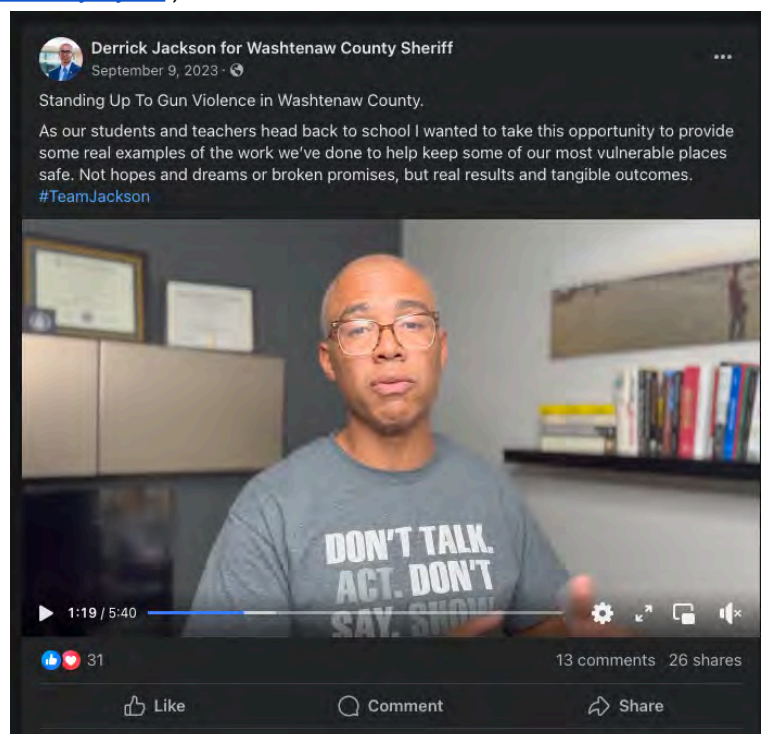 Derrick Jackson for Washtenaw County Sheriff
September 9, 2023 ·
Standing Up To Gun Violence in Washtenaw County.
As our students and teachers head back to school I wanted to take this opportunity to provide
some real examples of the work we've done to help keep some of our most vulnerable places
safe. Not hopes and dreams or broken promises, but real results and tangible outcomes.
#TeamJackson
DON'T TALK.
ACT. DON'T
SAY. SHOW
1:19 / 5:40
31
13 comments 26 shares
Like Comment Share